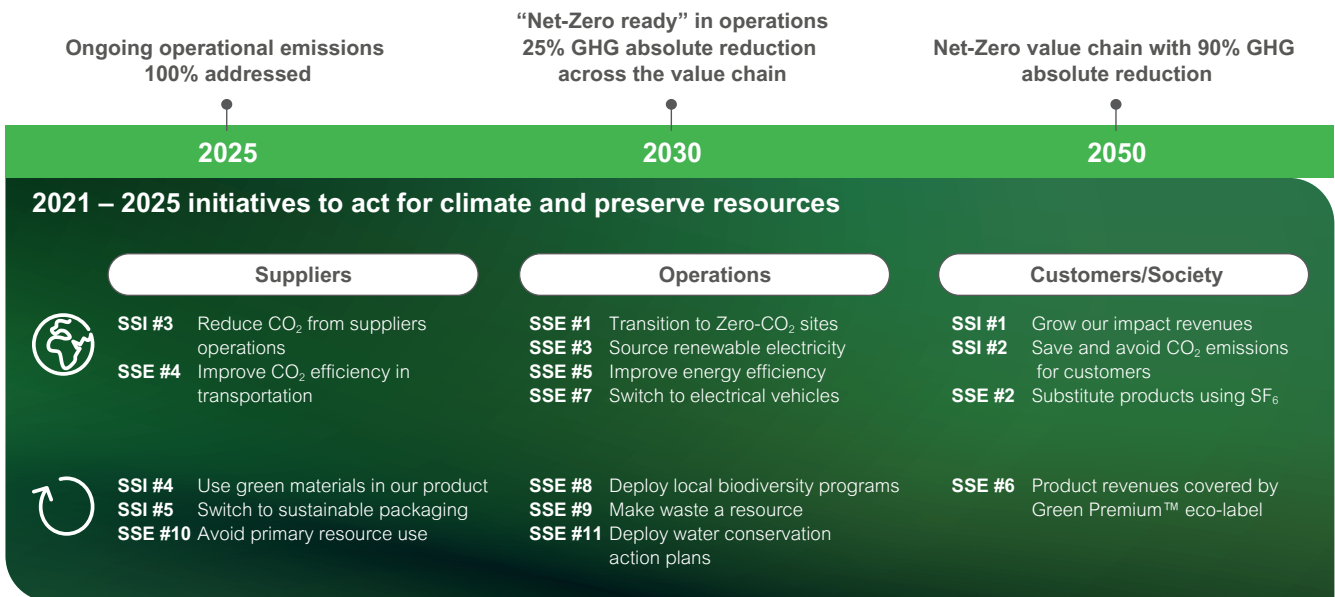 Ongoing operational emissions
100% addressed
“Net-Zero ready” in operations
25% GHG absolute reduction
across the value chain
Net-Zero value chain with 90% GHG
absolute reduction
2025
2030
2050
2021 – 2025 initiatives to act for climate and preserve resources
Suppliers
SSI #3 Reduce CO₂ from suppliers
operations
SSE #4 Improve CO₂ efficiency in
transportation
SSI #4 Use green materials in our product
SSI #5 Switch to sustainable packaging
SSE #10 Avoid primary resource use
Operations
SSE #1 Transition to Zero-CO₂ sites
SSE #3 Source renewable electricity
SSE #5 Improve energy efficiency
SSE #7 Switch to electrical vehicles
SSE #8 Deploy local biodiversity programs
SSE #9 Make waste a resource
SSE #11 Deploy water conservation
action plans
Customers/Society
SSI #1 Grow our impact revenues
SSI #2 Save and avoid CO₂ emissions
for customers
SSE #2 Substitute products using SF₆
SSE #6 Product revenues covered by
Green Premium™ eco-label